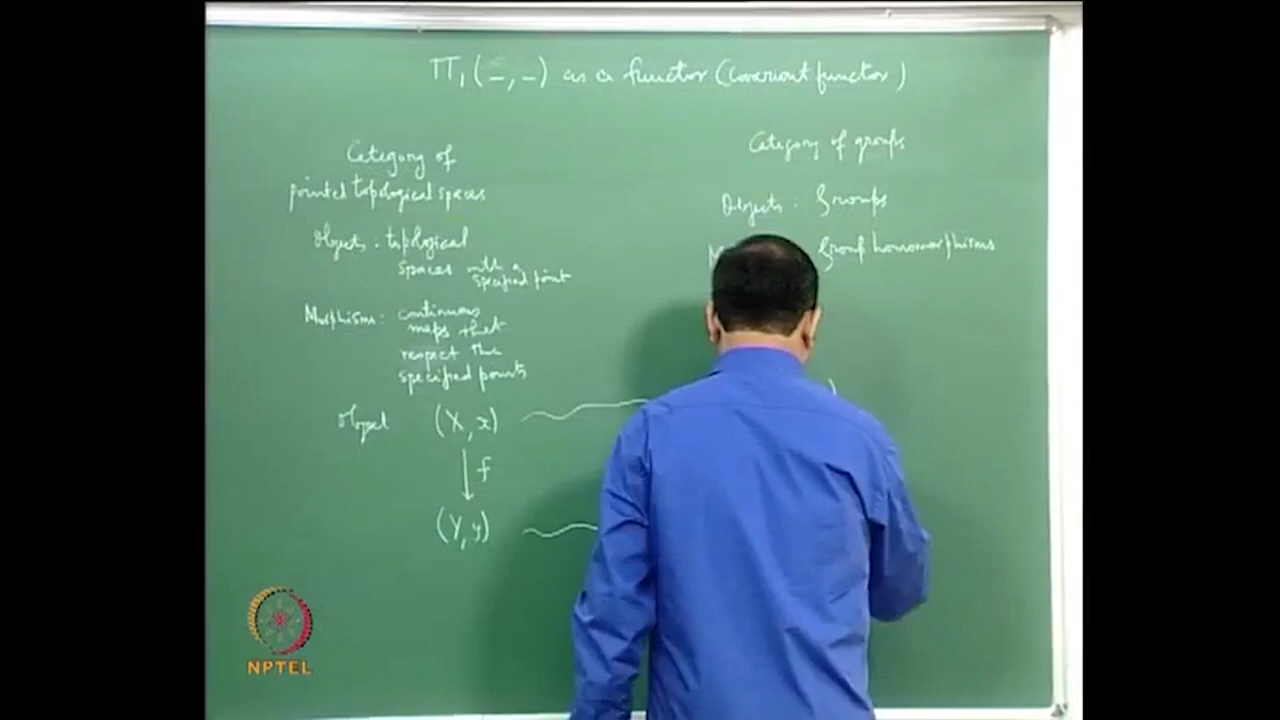 Π₁(–, –) as a functor (covariant functor)
Category of
pointed topological spaces
Objects: toplogical
spaces with a
specified point
Morphisms: continuous
maps that
respect the
specified points
Object (X, x)
f
(Y, y)
Category of groups
Objects: Groups
M Group homomorphisms
)
NPTEL